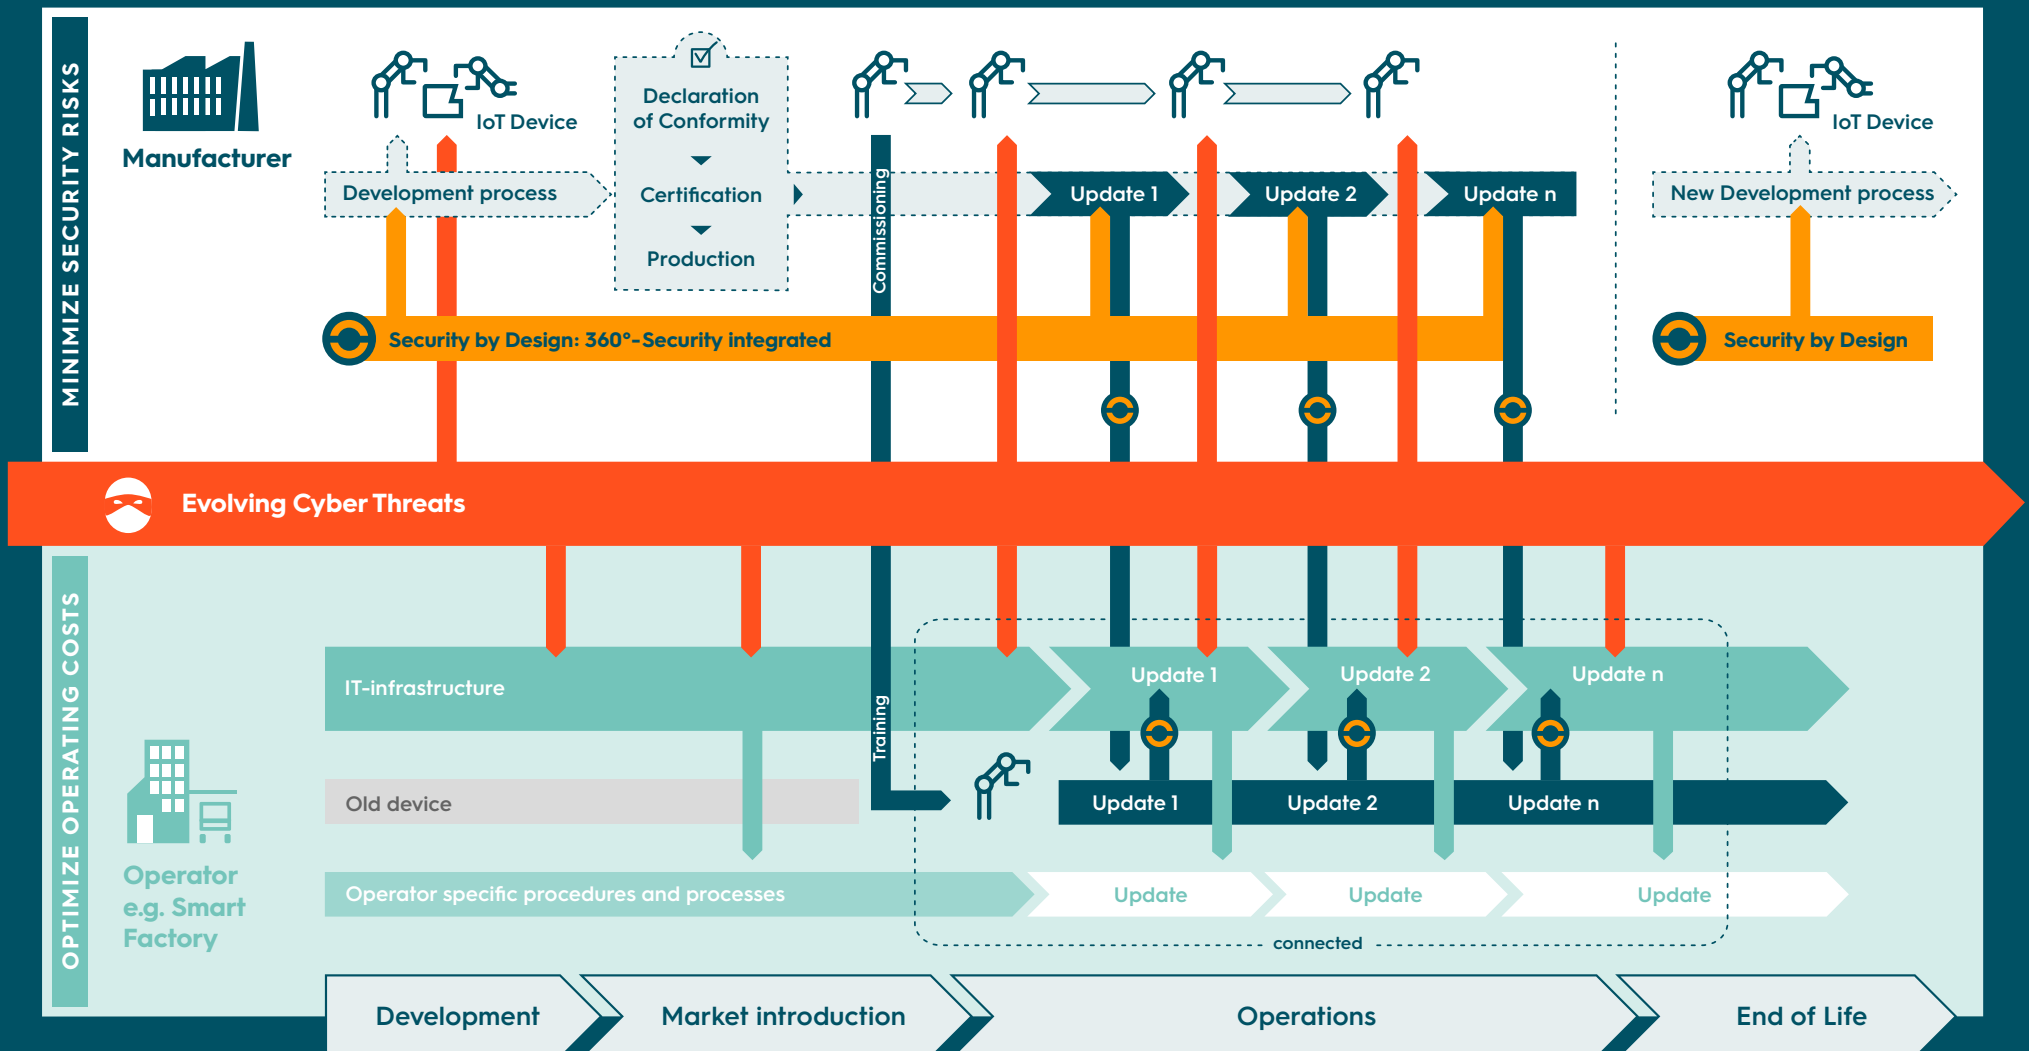 MINIMIZE SECURITY RISKS
Manufacturer
IoT Device
Development process
Declaration
of Conformity
Certification
Production
Commissioning
Update 1
Update 2
Update n
IoT Device
New Development process
Security by Design: 360°-Security integrated
Security by Design
Evolving Cyber Threats
OPTIMIZE OPERATING COSTS
Operator
e.g. Smart
Factory
IT-infrastructure
Update 1
Update 2
Update n
Training
Old device
Update 1
Update 2
Update n
Operator specific procedures and processes
Update
Update
Update
connected
Development
Market introduction
Operations
End of Life